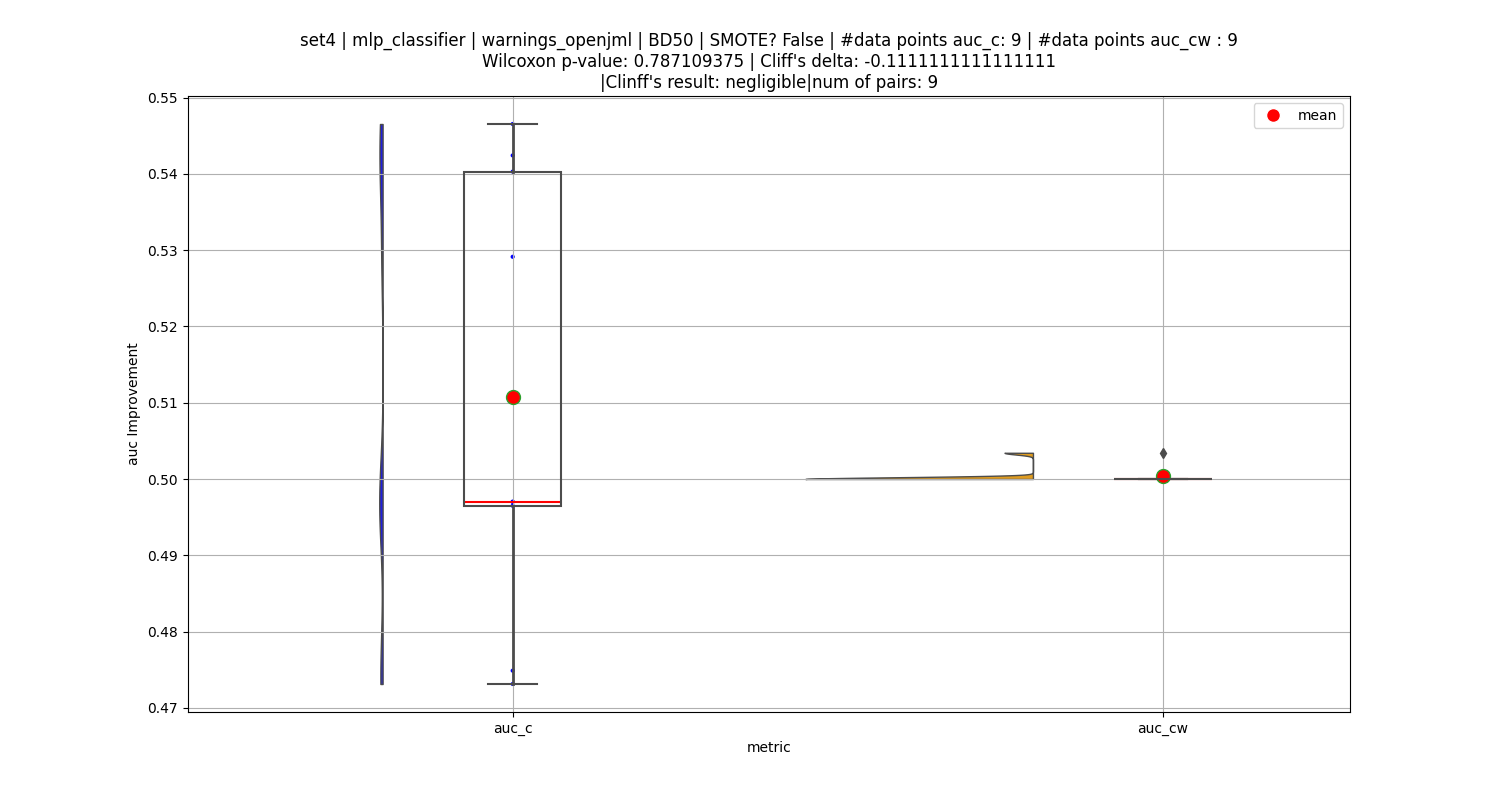 set4 | mlp_classifier | warnings_openjml | BD50 | SMOTE? False | #data points auc_c: 9 | #data points auc_cw : 9
Wilcoxon p-value: 0.787109375 | Cliff's delta: -0.1111111111111111
|Clinff's result: negligible|num of pairs: 9
mean
0.55
0.54
0.53
0.52
0.51
0.50
0.49
0.48
0.47
auc Improvement
auc_c
auc_cw
metric